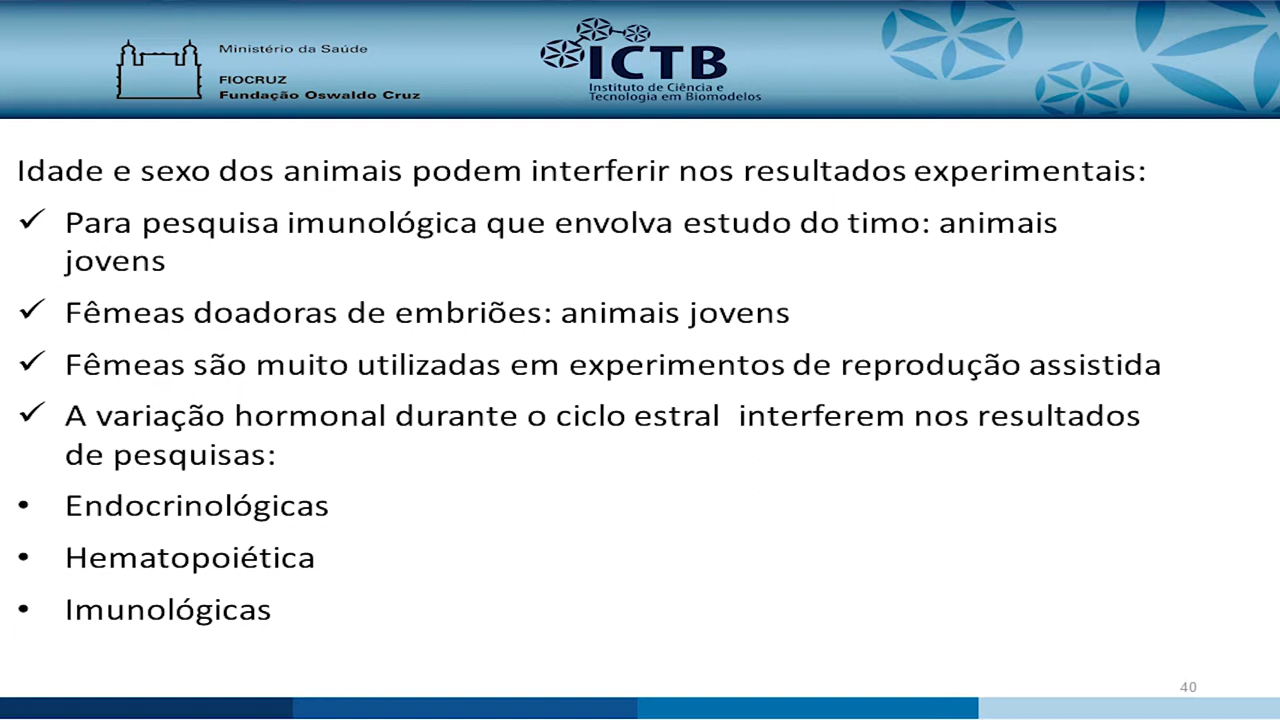 Ministério da Saúde
FIOCRUZ
Fundação Oswaldo Cruz
ICTB
Instituto de Ciência e
Tecnologia em Biomodelos
Idade e sexo dos animais podem interferir nos resultados experimentais:
✓ Para pesquisa imunológica que envolva estudo do timo: animais
jovens
✓ Fêmeas doadoras de embriões: animais jovens
✓ Fêmeas são muito utilizadas em experimentos de reprodução assistida
✓ A variação hormonal durante o ciclo estral interferem nos resultados
de pesquisas:
• Endocrinológicas
• Hematopoiética
• Imunológicas
40